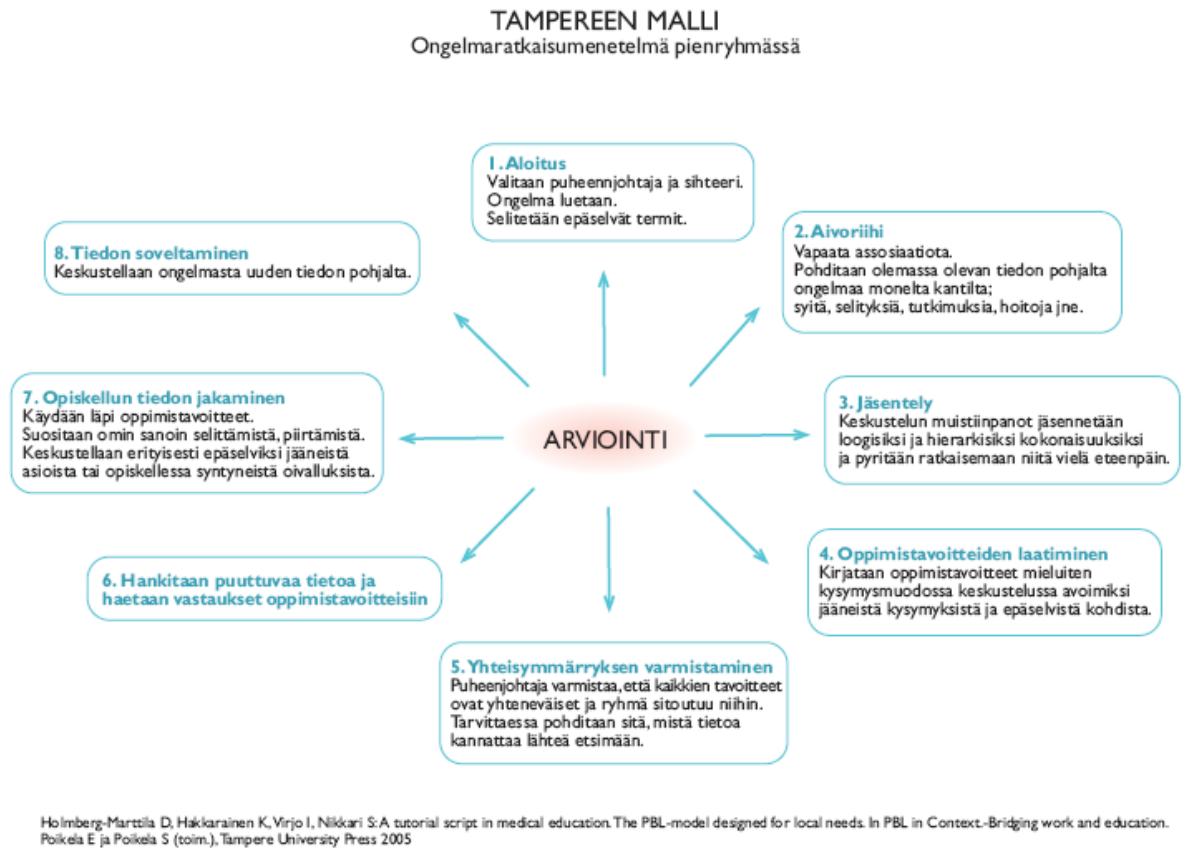 TAMPEREEN MALLI
Ongelmaratkaisumenetelmä pienryhmässä
1. Aloitus
Valitaan puheennjohtaja ja sihteeri.
Ongelma luetaan.
Selitetään epäselvät termit.
2. Aivoriihi
Vapaata assosiaatiota.
Pohditaan olemassa olevan tiedon pohjalta
ongelmaa monelta kantilta;
syitä, selityksiä, tutkimuksia, hoitoja jne.
3. Jäsentely
Keskustelun muistiinpanot jäsennetään
loogisiksi ja hierarkisiksi kokonaisuuksiksi
ja pyritään ratkaisemaan niitä vielä eteenpäin.
4. Oppimistavoitteiden laatiminen
Kirjataan oppimistavoitteet mieluiten
kysymysmuodossa keskustelussa avoimiksi
jääneistä kysymyksistä ja epäselvistä kohdista.
5. Yhteisymmärryksen varmistaminen
Puheenjohtaja varmistaa, että kaikkien tavoitteet
ovat yhteneväiset ja ryhmä sitoutuu niihin.
Tarvittaessa pohditaan sitä, mistä tietoa
kannattaa lähteä etsimään.
6. Hankitaan puuttuvaa tietoa ja
haetaan vastaukset oppimistavoitteisiin
7. Opiskellun tiedon jakaminen
Käydään läpi oppimistavoitteet.
Suositaan omin sanoin selittämistä, piirtämistä.
Keskustellaan erityisesti epäselviksi jääneistä
asioista tai opiskellessa syntyneistä oivalluksista.
8. Tiedon soveltaminen
Keskustellaan ongelmasta uuden tiedon pohjalta.
ARVIOINTI
Holmberg-Marttila D, Hakkarainen K, Virjo I, Nikkari S: A tutorial script in medical education. The PBL-model designed for local needs. In PBL in Context.-Bridging work and education.
Poikela E ja Poikela S (toim.), Tampere University Press 2005